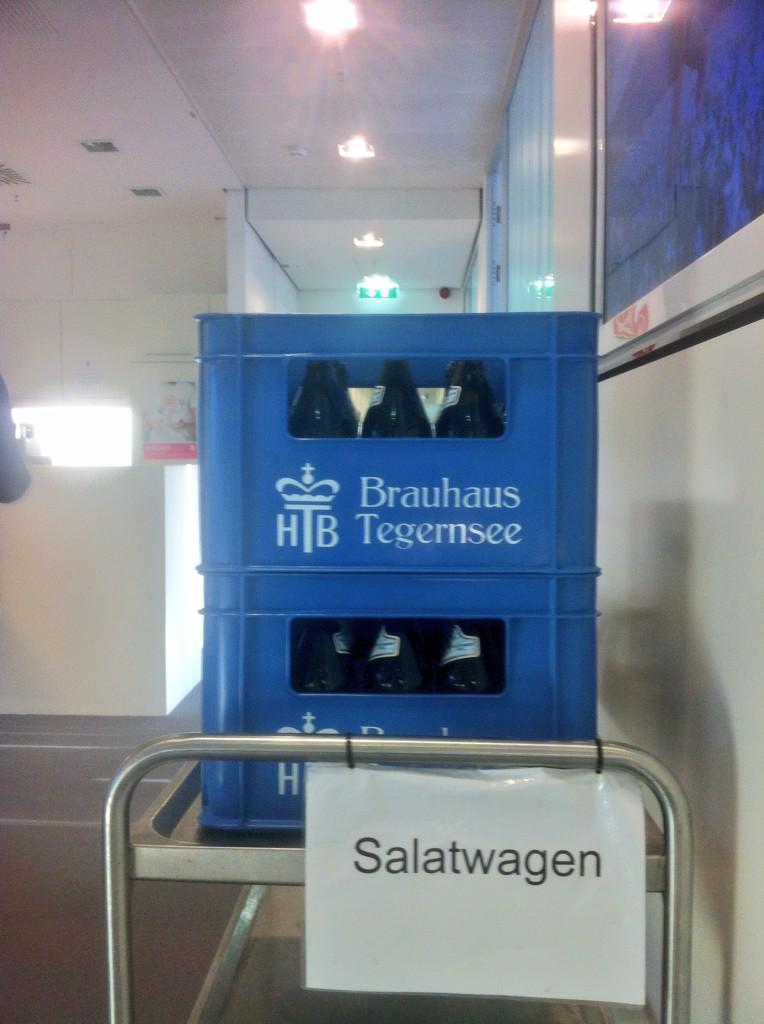 HTB
Brauhaus
Tegernsee
H
Salatwagen